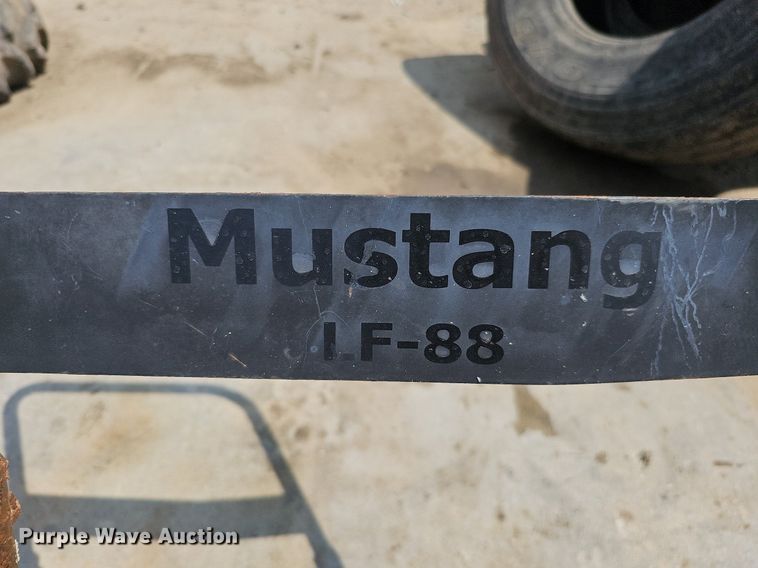 Mustang
LF-88
Purple Wave Auction